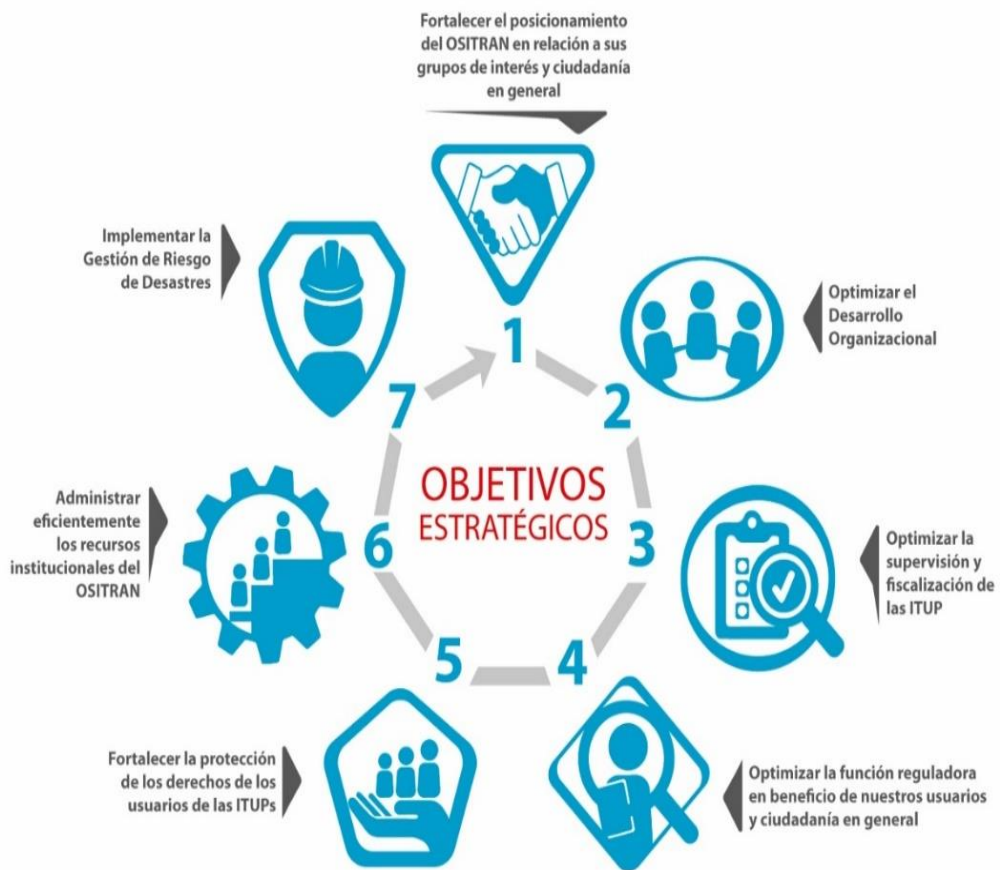 Fortalecer el posicionamiento
del OSITRAN en relación a sus
grupos de interés y ciudadanía
en general
1
Optimizar el
Desarrollo
Organizacional
2
Optimizar la
supervisión y
fiscalización de
las ITUP
3
Optimizar la función reguladora
en beneficio de nuestros usuarios
y ciudadanía en general
4
Fortalecer la protección
de los derechos de los
usuarios de las ITUPs
5
Administrar
eficientemente
los recursos
institucionales del
OSITRAN
6
Implementar la
Gestión de Riesgo
de Desastres
7
OBJETIVOS
ESTRATÉGICOS